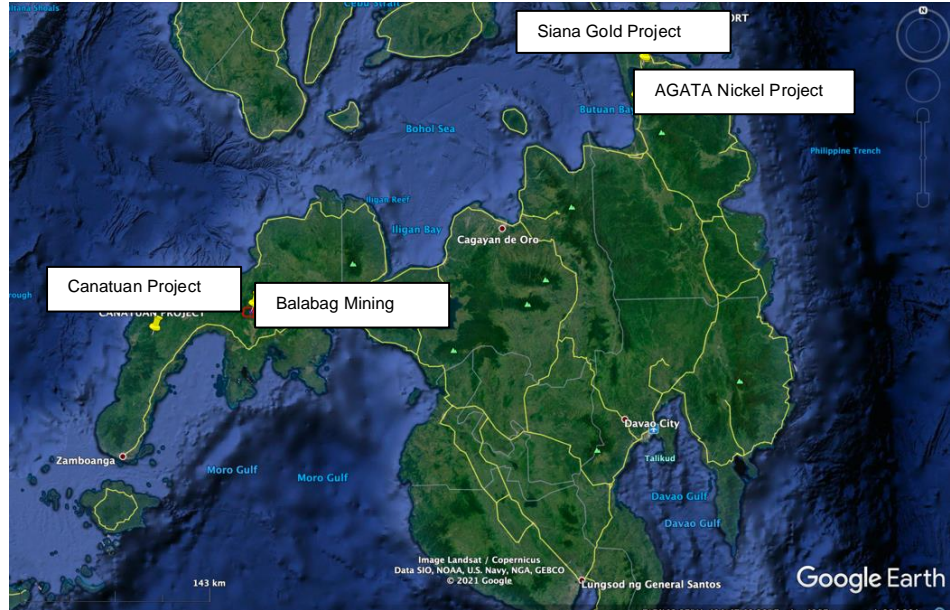 Cebu Strait
Siana Gold Project
AGATA Nickel Project
Butuan Bay
Bohol Sea
Philippine Trench
Iligan Reef
Iligan Bay
Cagayan de Oro
Canatuan Project
CANATUAN PROJECT
Balabag Mining
Davao City
Zamboanga
Moro Gulf
Moro Gulf
Talikud
Davao Gulf
Davao Gulf
Image Landsat / Copernicus
Data SIO, NOAA, U.S. Navy, NGA, GEBCO
© 2021 Google
Lungsod ng General Santos
143 km
Google Earth
N